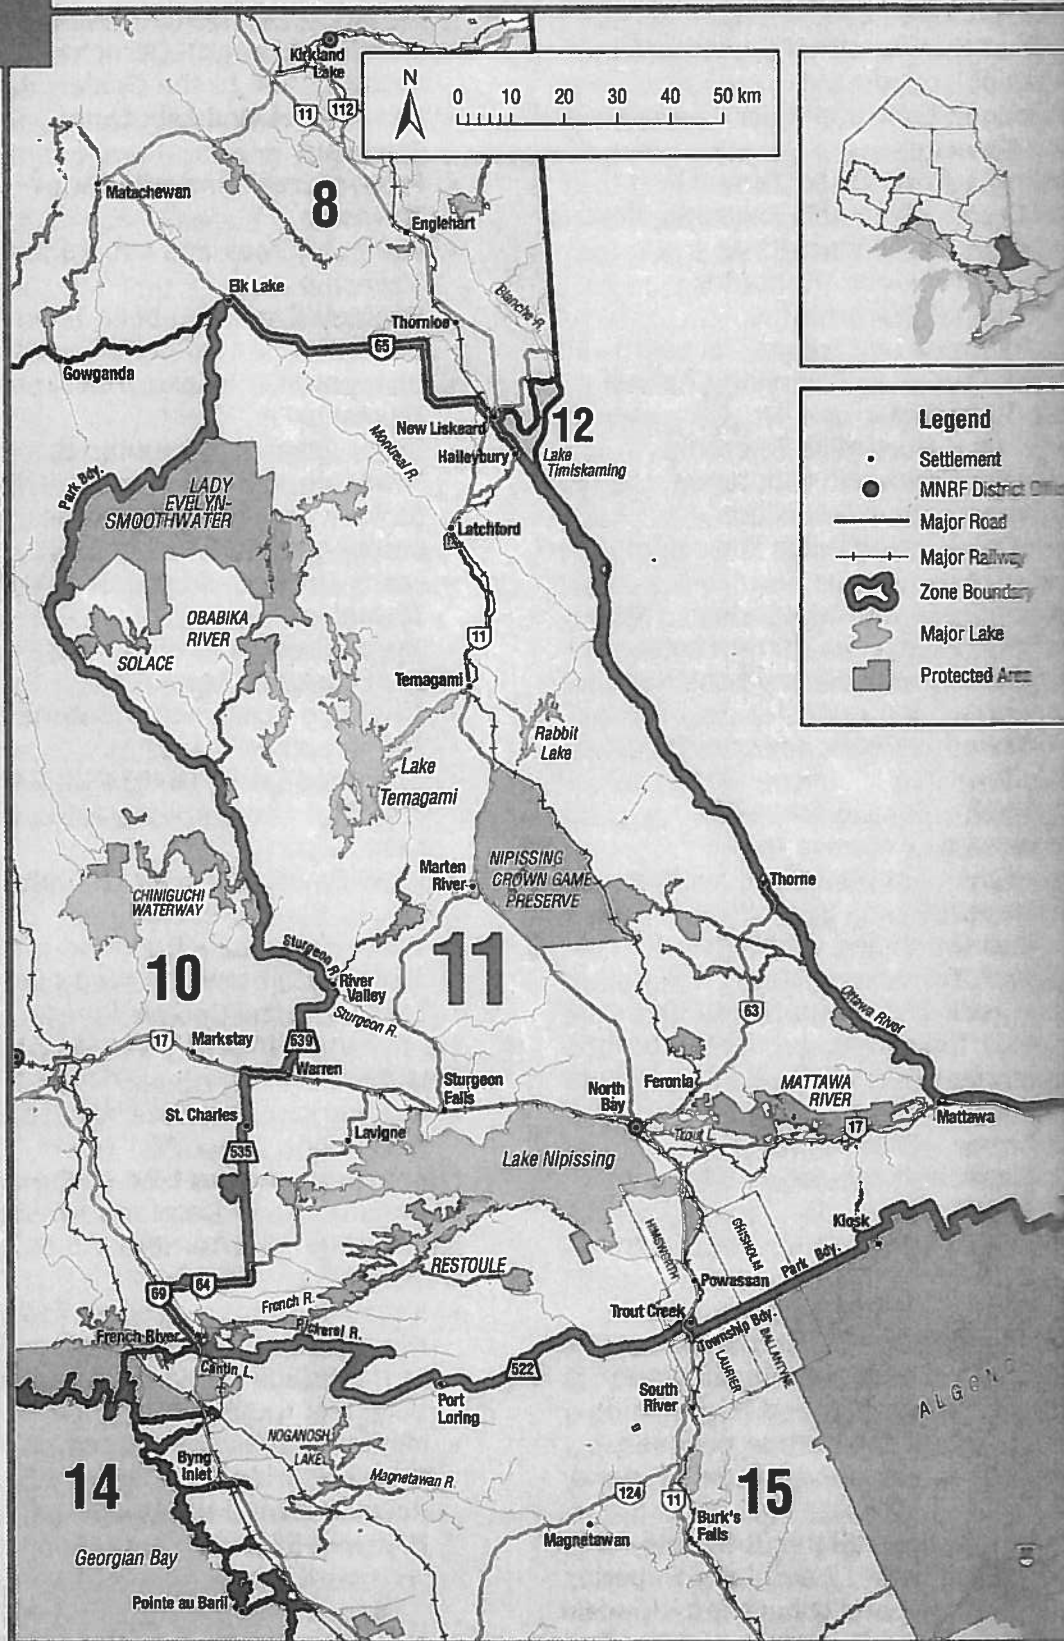 Kirkland
Lake
N
0 10 20 30 40 50 km
11
112
Matachewan
8
Englehart
Elk Lake
Blanche R.
Thornloe
65
Gowganda
New Liskeard
12
Montreal R.
Haileybury
Lake
Timiskaming
Park Bdy.
LADY
EVELYN-
SMOOTHWATER
Latchford
OBABIKA
RIVER
11
SOLACE
Temagami
Rabbit
Lake
Lake
Temagami
Marten
River
NIPISSING
CROWN GAME
PRESERVE
Thorne
CHINIGUCHI
WATERWAY
10
11
Sturgeon R.
River
Valley
Sturgeon R.
63
Ottawa River
17
Markstay
539
Warren
Sturgeon
Falls
North
Bay
Feronia
MATTAWA
RIVER
Mattawa
St. Charles
Lavigne
Trout L.
17
535
Lake Nipissing
Kiosk
HIMSWORTH
CHISHOLM
RESTOULE
Powassan
Park Bdy.
69
64
French R.
Trout Creek
Township Bdy.
French River
Pickerel R.
Cantin L.
522
LAURIER
BALLANTYNE
Port
Loring
South
River
ALGON
NOGANOSH
LAKE
14
Byng
Inlet
Magnetawan R.
124
11
15
Magnetawan
Burk's
Falls
Georgian Bay
Pointe au Baril
Legend
Settlement
MNRF District Office
Major Road
Major Railway
Zone Boundary
Major Lake
Protected Area